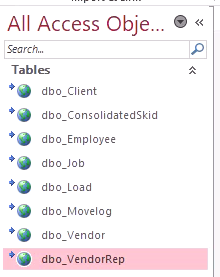 All Access Obje...
Search...
Tables
dbo_Client
dbo_ConsolidatedSkid
dbo_Employee
dbo_Job
dbo_Load
dbo_Movelog
dbo_Vendor
dbo_VendorRep